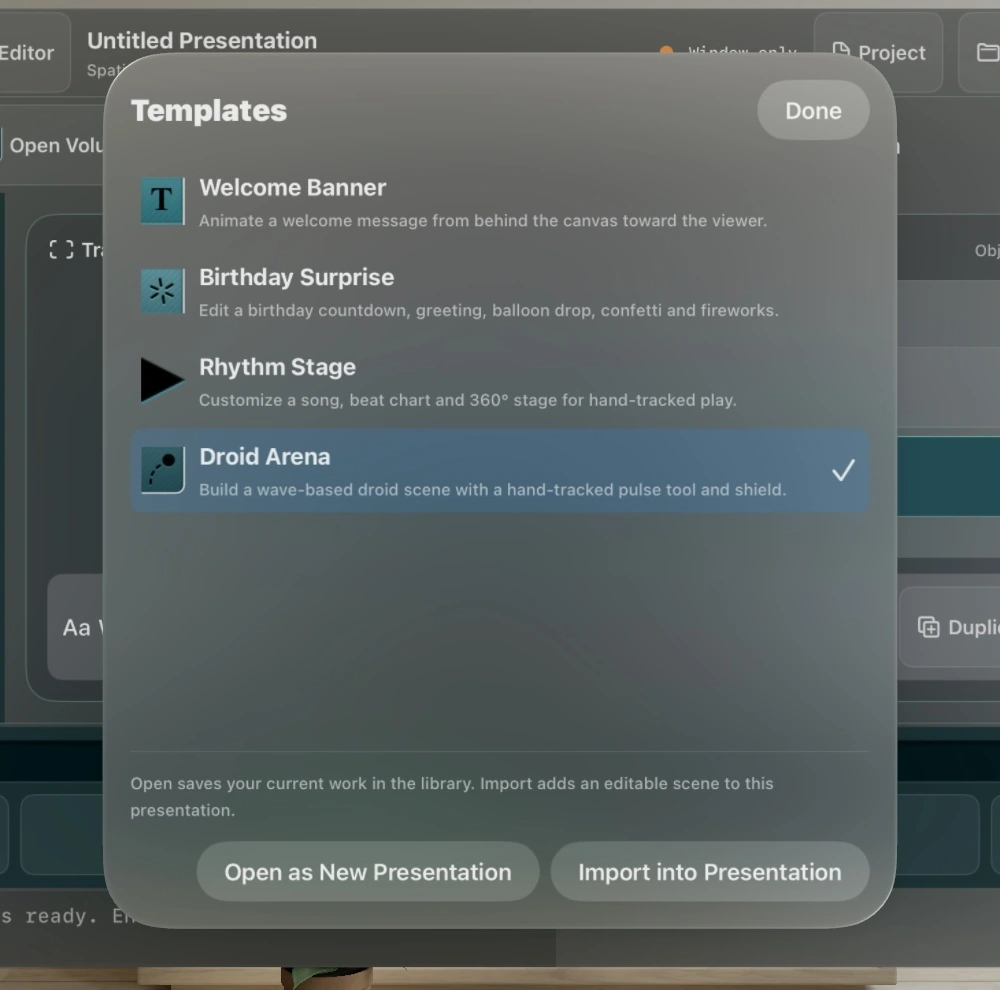 Editor
Untitled Presentation
Window only
Project
Open
Templates
Done
T
Welcome Banner
Animate a welcome message from behind the canvas toward the viewer.
Birthday Surprise
Edit a birthday countdown, greeting, balloon drop, confetti and fireworks.
Rhythm Stage
Customize a song, beat chart and 360° stage for hand-tracked play.
Droid Arena
Build a wave-based droid scene with a hand-tracked pulse tool and shield.
Aa
Open saves your current work in the library. Import adds an editable scene to this
presentation.
Open as New Presentation
Import into Presentation
s ready.